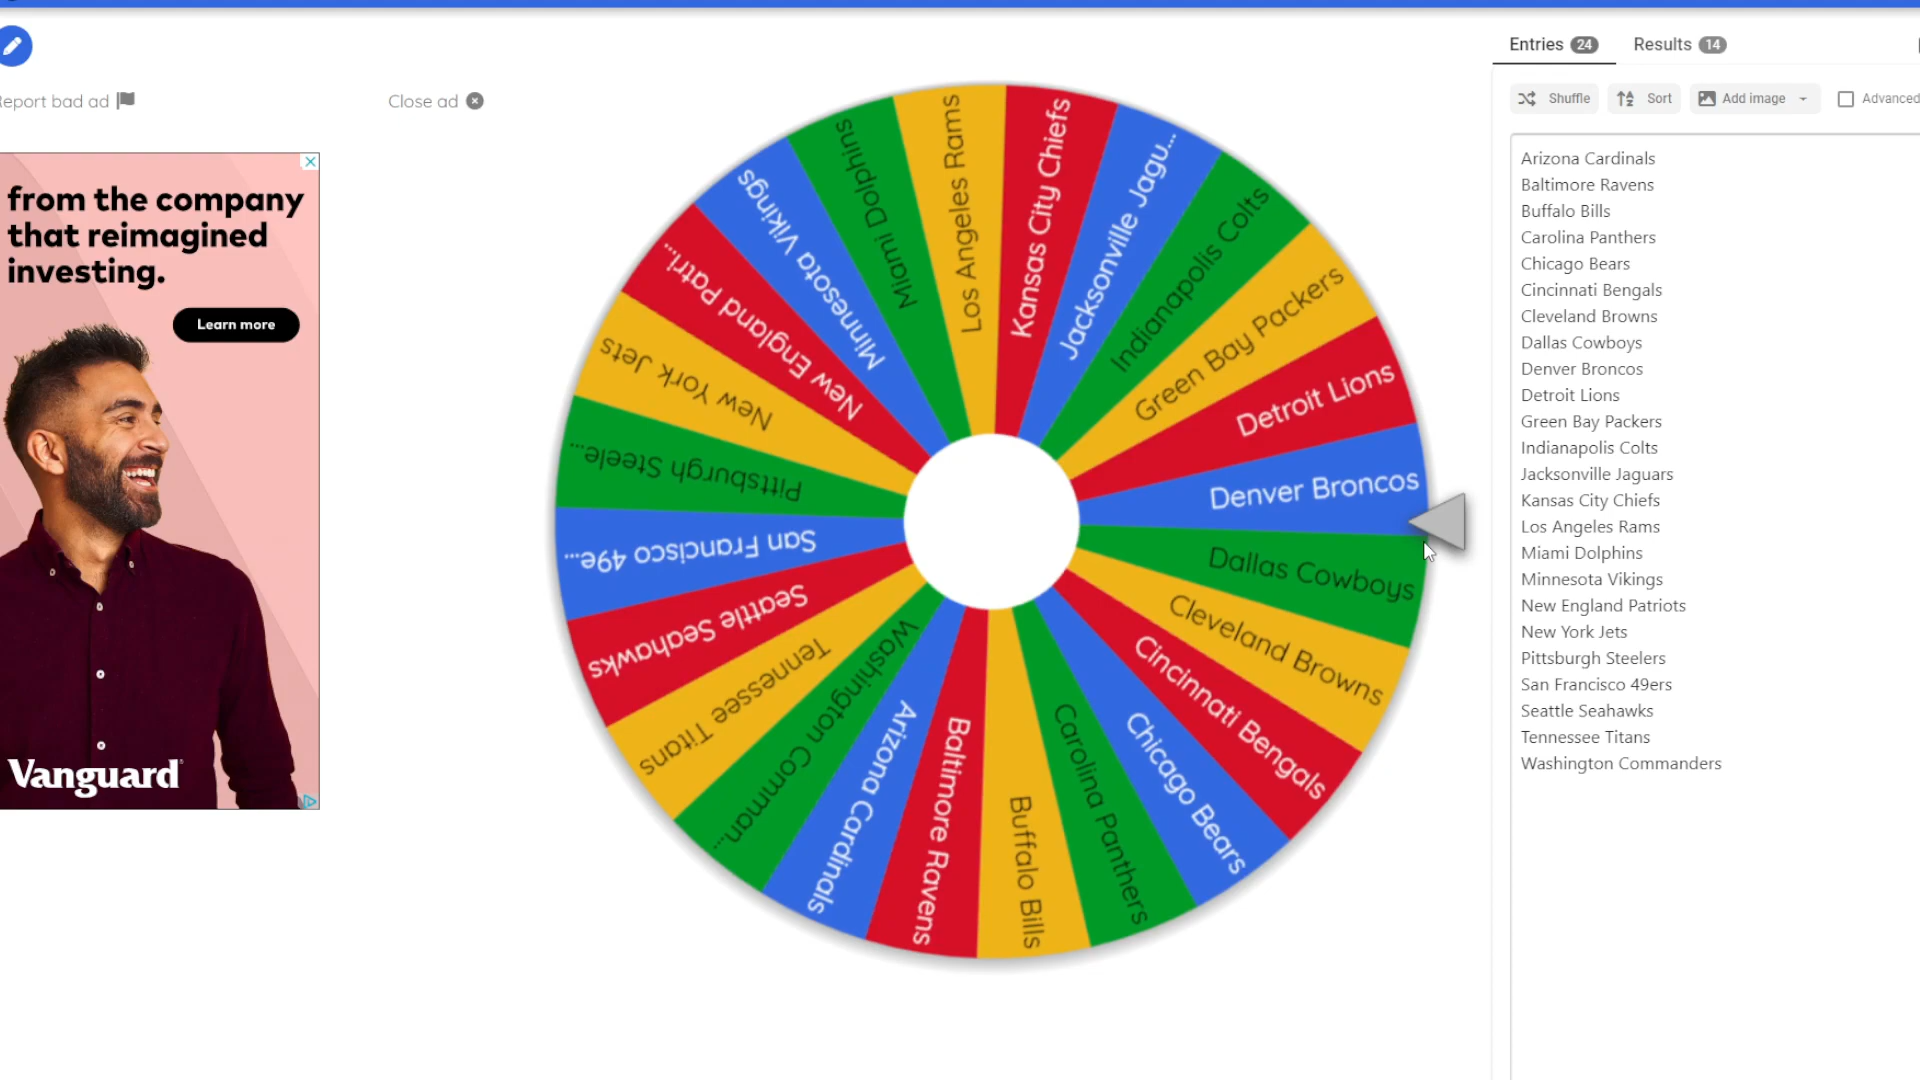 Entries 24
Results 14
Report bad ad
Close ad
Shuffle
Sort
Add image
Advanced
from the company
that reimagined
investing.
Learn more
Vanguard
Los Angeles Rams
Kansas City Chiefs
Jacksonville Jagu...
Indianapolis Colts
Green Bay Packers
Detroit Lions
Denver Broncos
Dallas Cowboys
Cleveland Browns
Cincinnati Bengals
Chicago Bears
Carolina Panthers
Buffalo Bills
Baltimore Ravens
Arizona Cardinals
Washington Comman...
Tennessee Titans
Seattle Seahawks
San Francisco 49e...
Pittsburgh Steele...
New York Jets
New England Patri...
Minnesota Vikings
Miami Dolphins
Arizona Cardinals
Baltimore Ravens
Buffalo Bills
Carolina Panthers
Chicago Bears
Cincinnati Bengals
Cleveland Browns
Dallas Cowboys
Denver Broncos
Detroit Lions
Green Bay Packers
Indianapolis Colts
Jacksonville Jaguars
Kansas City Chiefs
Los Angeles Rams
Miami Dolphins
Minnesota Vikings
New England Patriots
New York Jets
Pittsburgh Steelers
San Francisco 49ers
Seattle Seahawks
Tennessee Titans
Washington Commanders